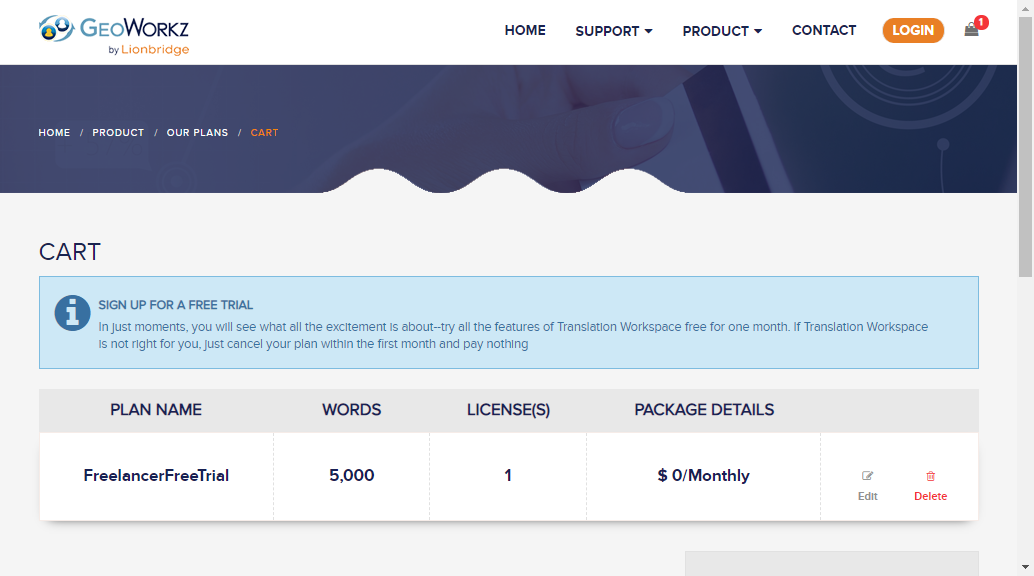 GEOWORKZ
by Lionbridge
HOME SUPPORT PRODUCT CONTACT LOGIN 1
HOME / PRODUCT / OUR PLANS / CART
CART
SIGN UP FOR A FREE TRIAL
In just moments, you will see what all the excitement is about--try all the features of Translation Workspace free for one month. If Translation Workspace
is not right for you, just cancel your plan within the first month and pay nothing
PLAN NAME WORDS LICENSE(S) PACKAGE DETAILS
FreelancerFreeTrial 5,000 1 $ 0/Monthly
Edit Delete